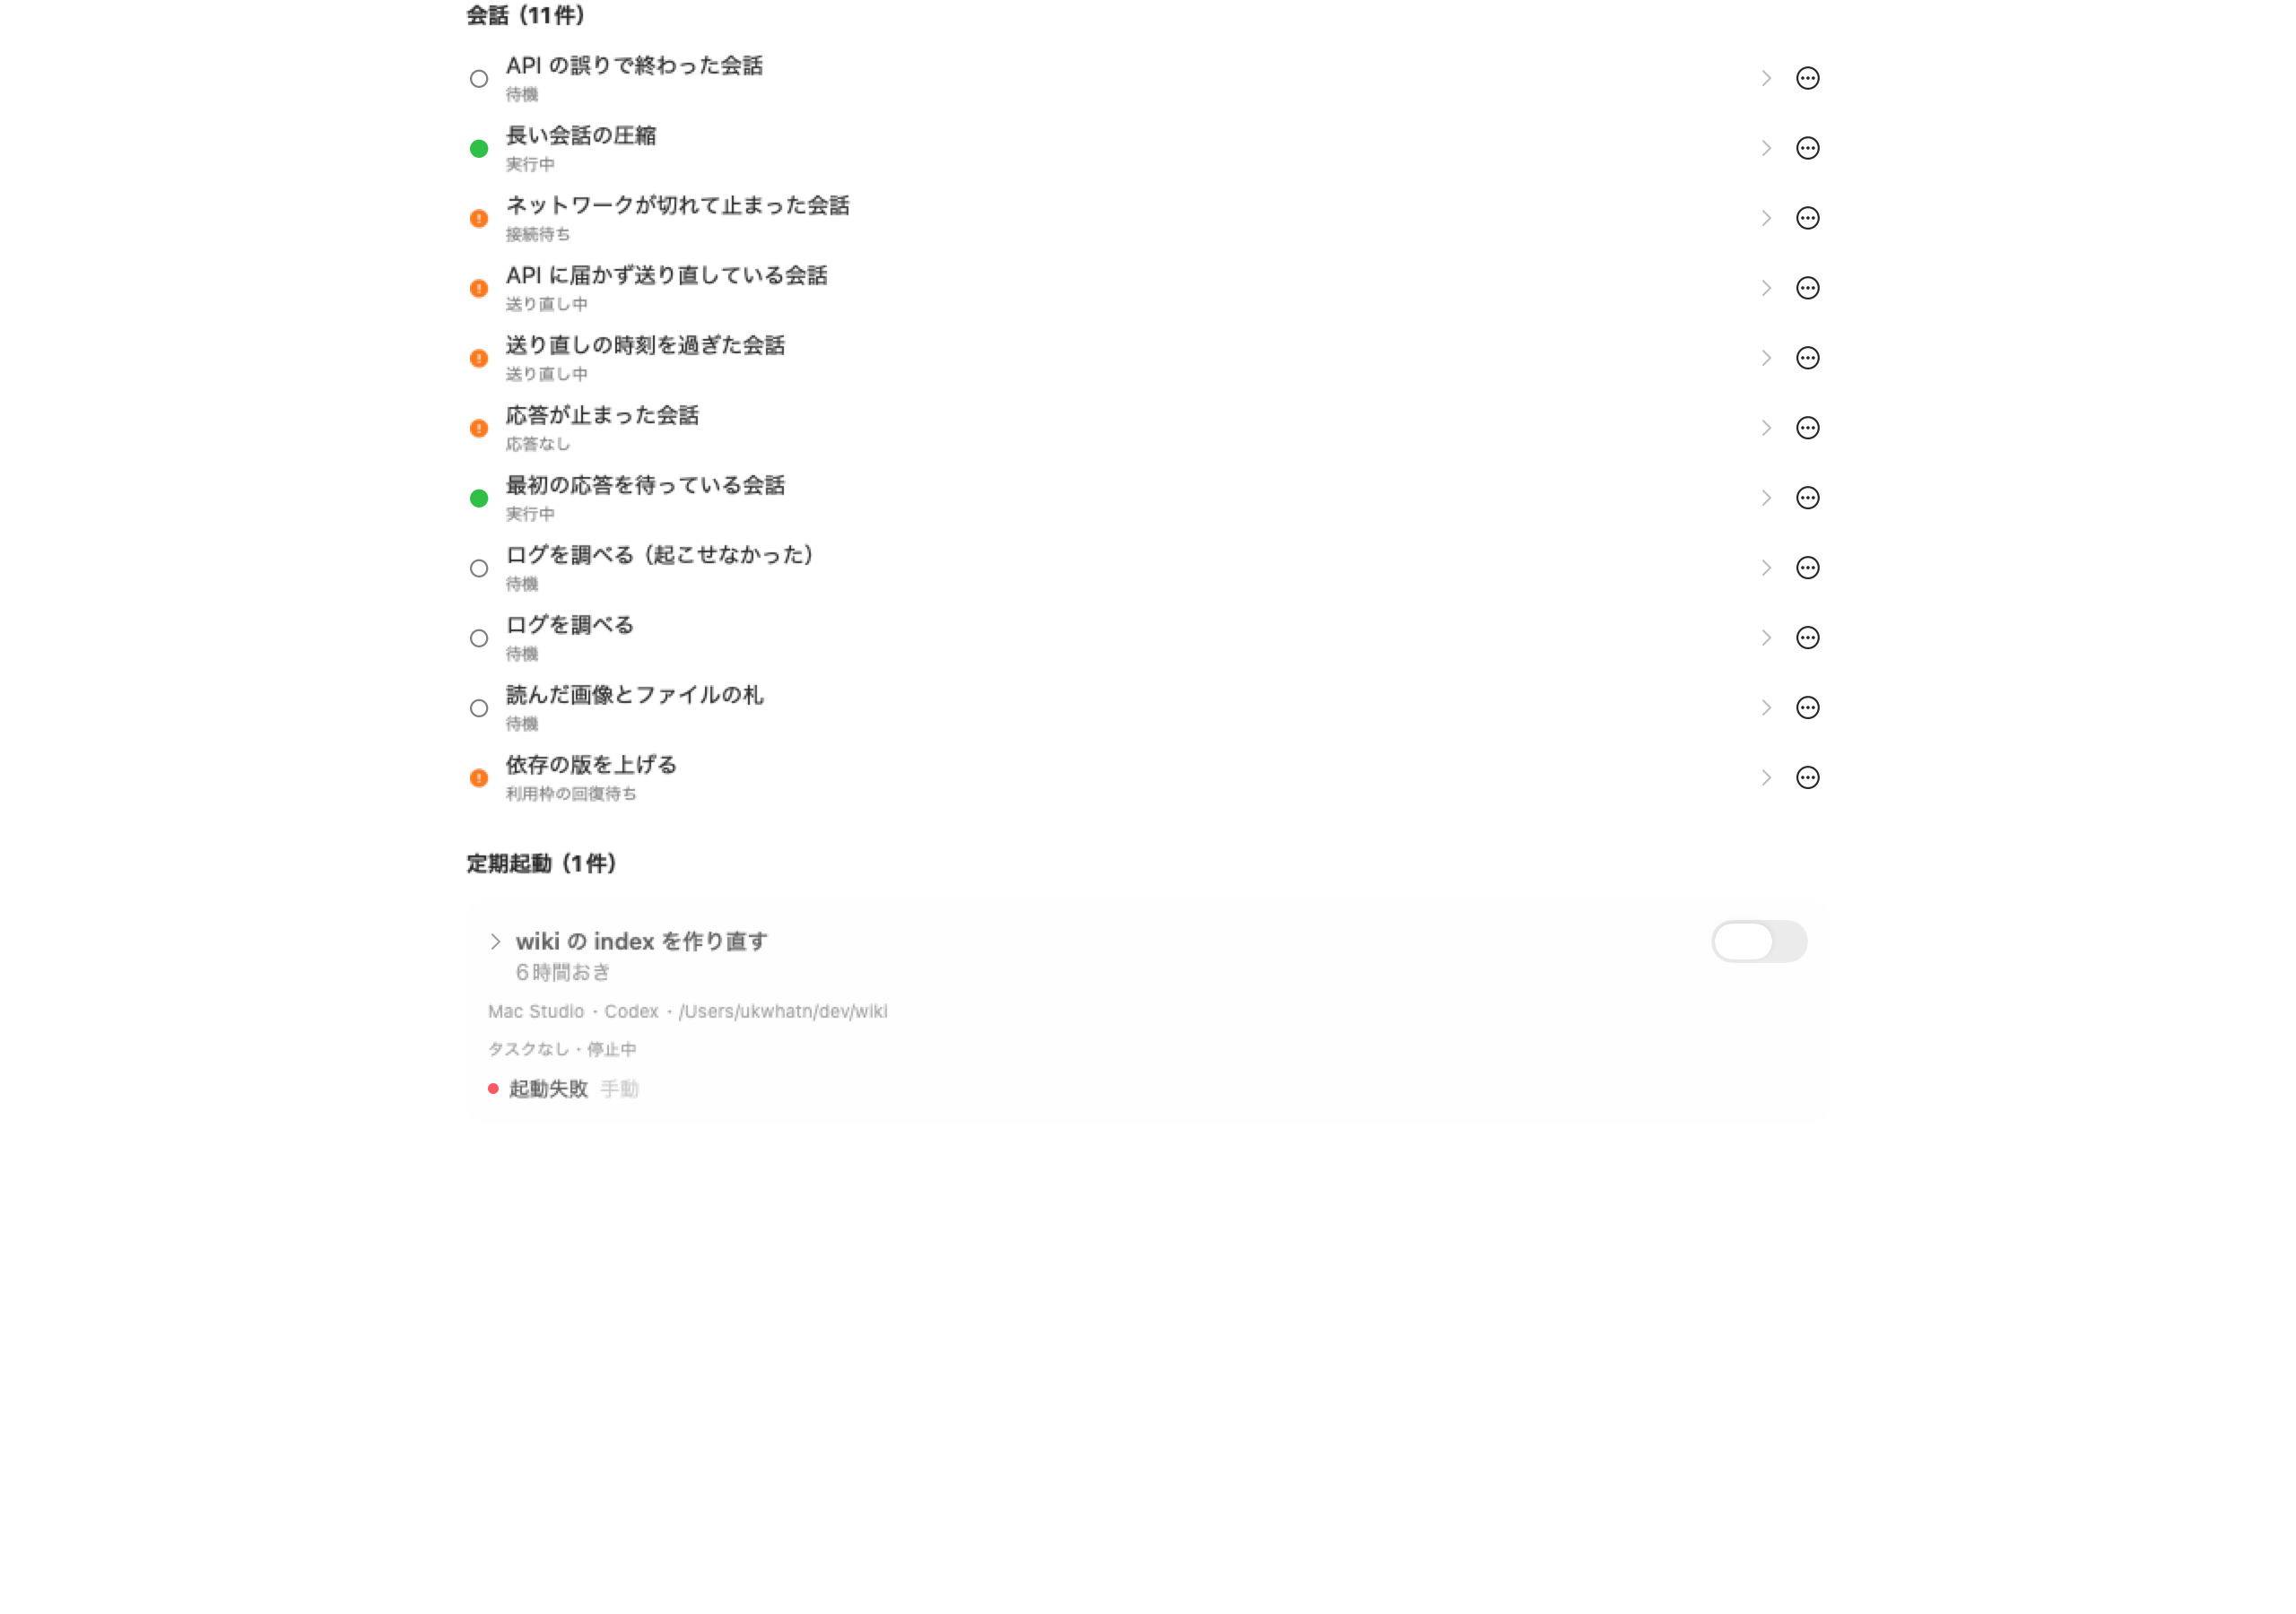 会話（11件）
API の誤りで終わった会話
待機
長い会話の圧縮
実行中
ネットワークが切れて止まった会話
接続待ち
API に届かず送り直している会話
送り直し中
送り直しの時刻を過ぎた会話
送り直し中
応答が止まった会話
応答なし
最初の応答を待っている会話
実行中
ログを調べる（起こせなかった）
待機
ログを調べる
待機
読んだ画像とファイルの札
待機
依存の版を上げる
利用枠の回復待ち
定期起動（1件）
wiki の index を作り直す
6時間おき
Mac Studio · Codex · /Users/ukwhatn/dev/wiki
タスクなし · 停止中
起動失敗 手動